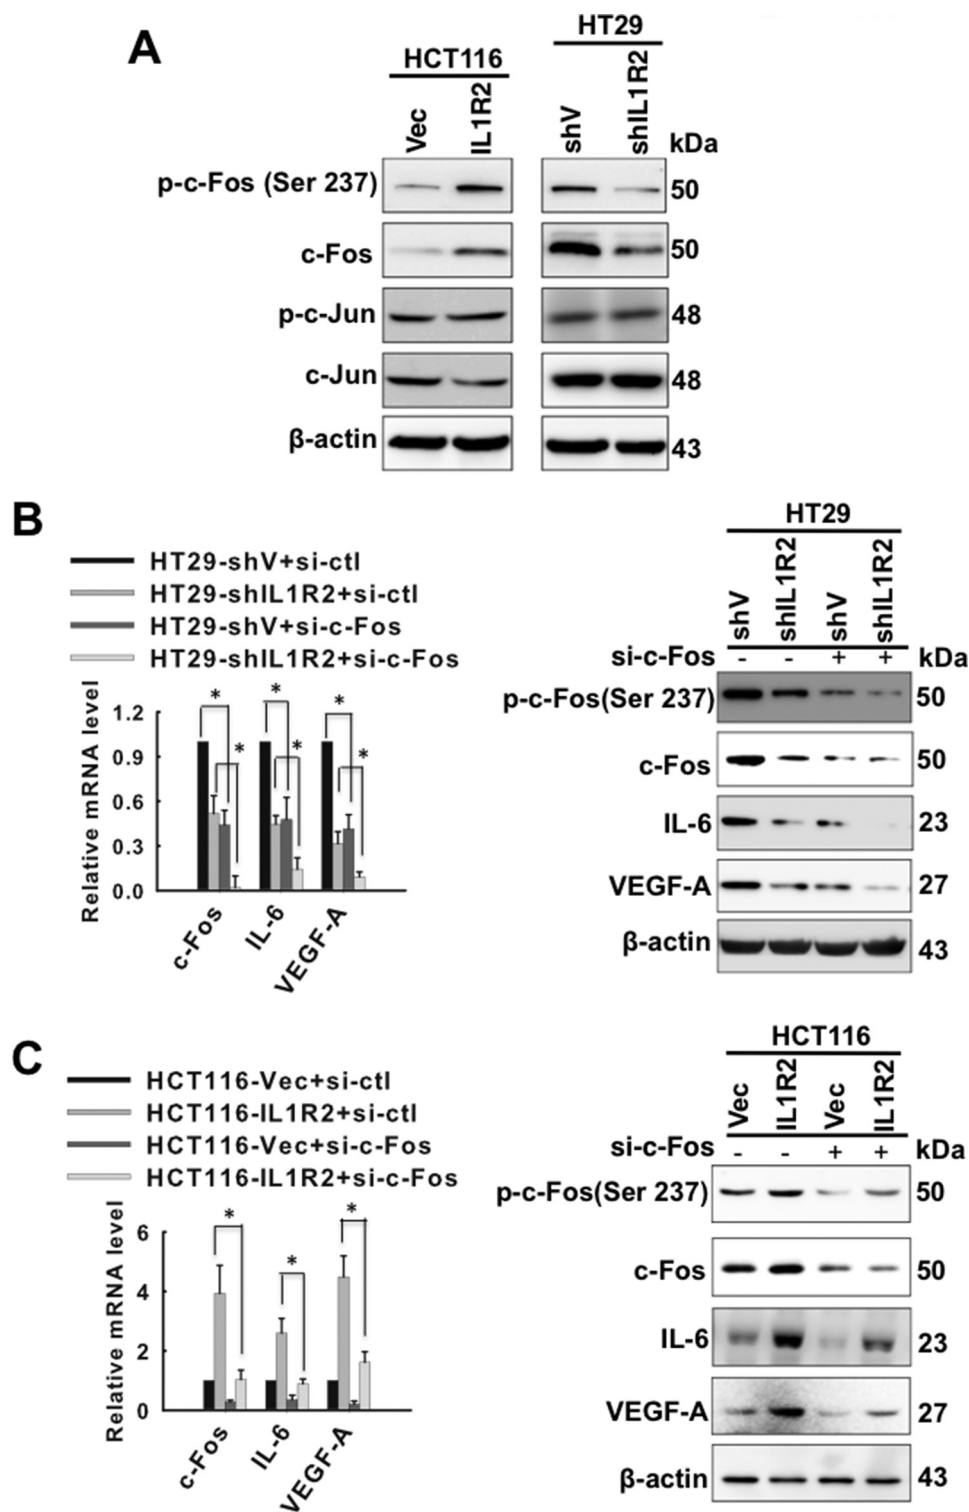 A
HCT116
HT29
Vec
IL1R2
shV
shIL1R2
kDa
p-c-Fos (Ser 237)
50
c-Fos
50
p-c-Jun
48
c-Jun
48
β-actin
43
B
HT29-shV+si-ctl
HT29-shIL1R2+si-ctl
HT29-shV+si-c-Fos
HT29-shIL1R2+si-c-Fos
Relative mRNA level
1.2
0.9
0.6
0.3
0.0
* * *
* * *
c-Fos
IL-6
VEGF-A
HT29
shV
shIL1R2
shV
shIL1R2
si-c-Fos - - + + kDa
p-c-Fos(Ser 237)
50
c-Fos
50
IL-6
23
VEGF-A
27
β-actin
43
C
HCT116-Vec+si-ctl
HCT116-IL1R2+si-ctl
HCT116-Vec+si-c-Fos
HCT116-IL1R2+si-c-Fos
Relative mRNA level
6
4
2
0
* * *
c-Fos
IL-6
VEGF-A
HCT116
Vec
IL1R2
Vec
IL1R2
si-c-Fos - - + + kDa
p-c-Fos(Ser 237)
50
c-Fos
50
IL-6
23
VEGF-A
27
β-actin
43